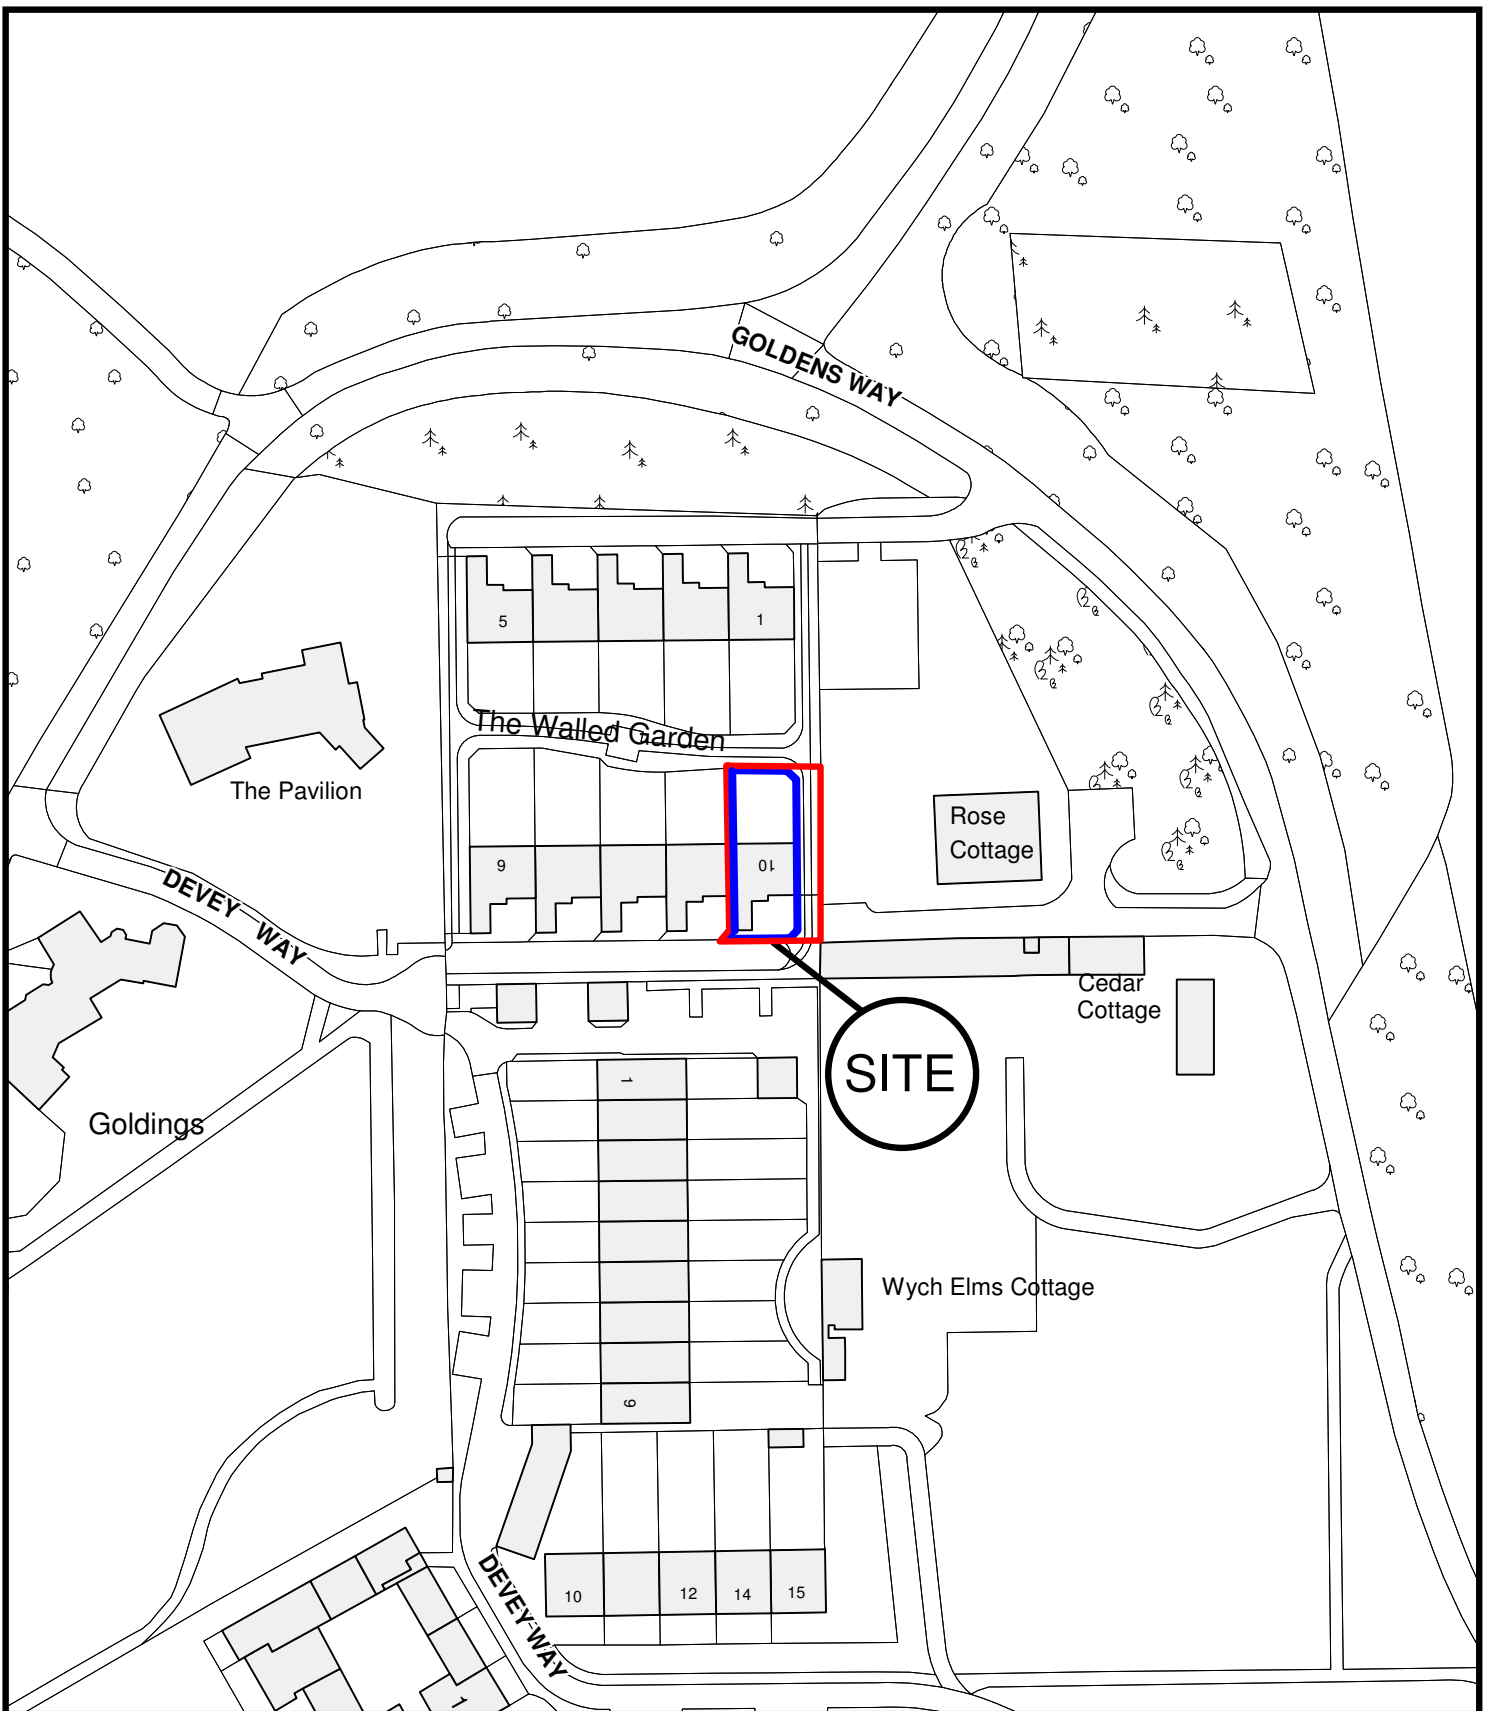 GOLDENS WAY
5
1
The Walled Garden
The Pavilion
Rose
Cottage
6
10
DEVEY WAY
Cedar
Cottage
SITE
1
Goldings
Wych Elms Cottage
9
10
12
14
15
DEVEY WAY
1